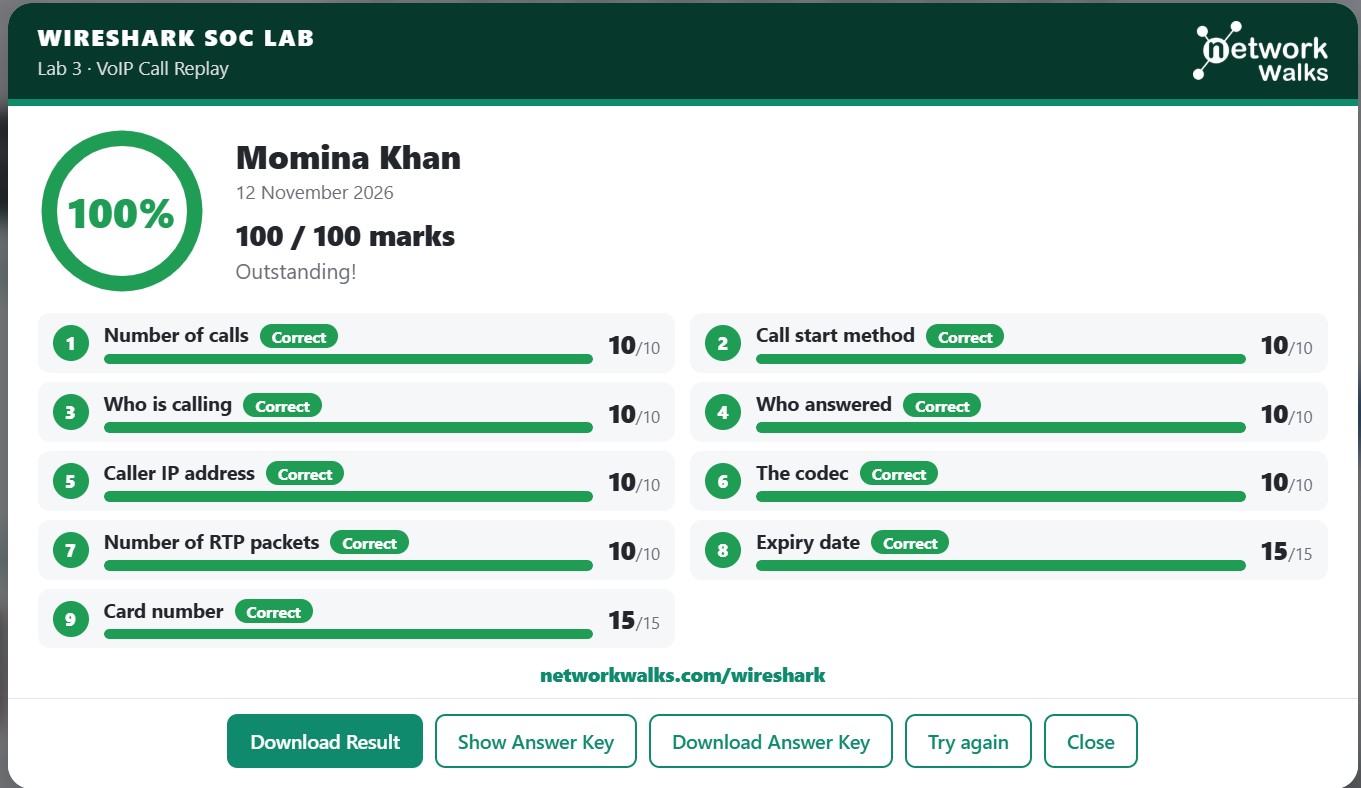 WIRESHARK SOC LAB
Lab 3 · VoIP Call Replay
network
Walks
100%
Momina Khan
12 November 2026
100 / 100 marks
Outstanding!
1 Number of calls Correct 10/10
2 Call start method Correct 10/10
3 Who is calling Correct 10/10
4 Who answered Correct 10/10
5 Caller IP address Correct 10/10
6 The codec Correct 10/10
7 Number of RTP packets Correct 10/10
8 Expiry date Correct 15/15
9 Card number Correct 15/15
networkwalks.com/wireshark
Download Result Show Answer Key Download Answer Key Try again Close